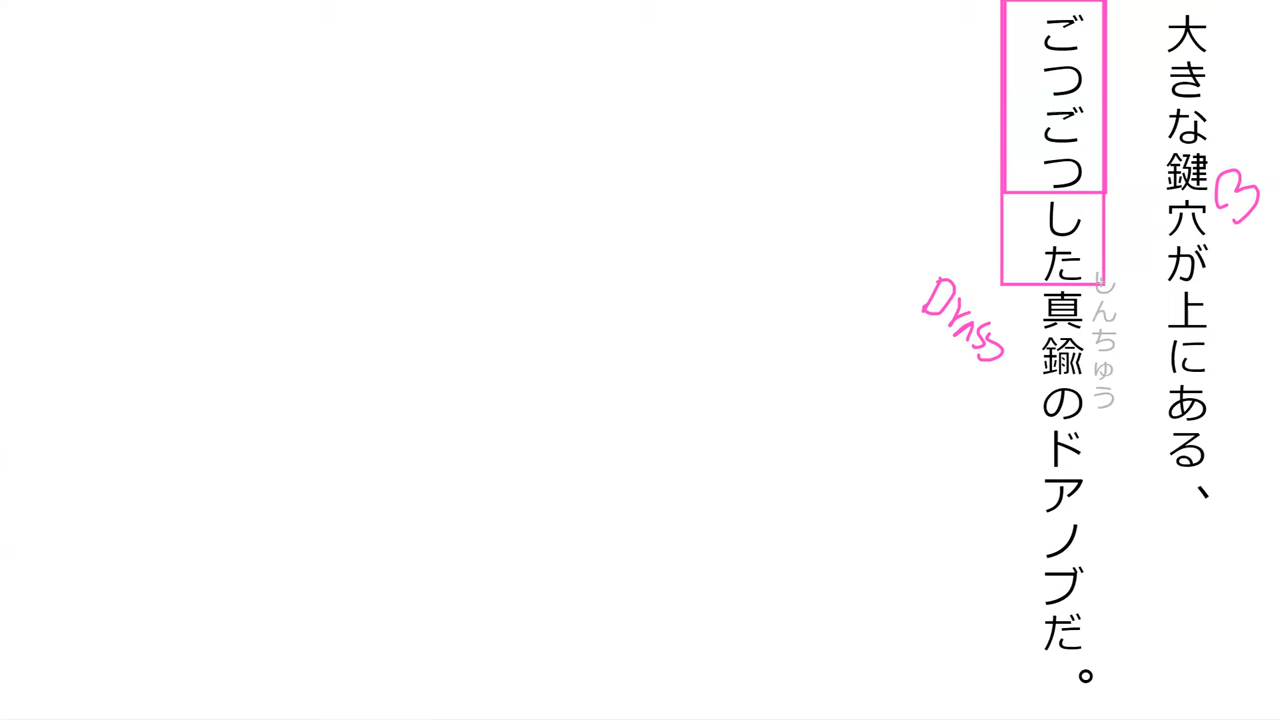 大きな鍵穴が上にある、
ごつごつした真鍮のドアノブだ。
しんちゅう